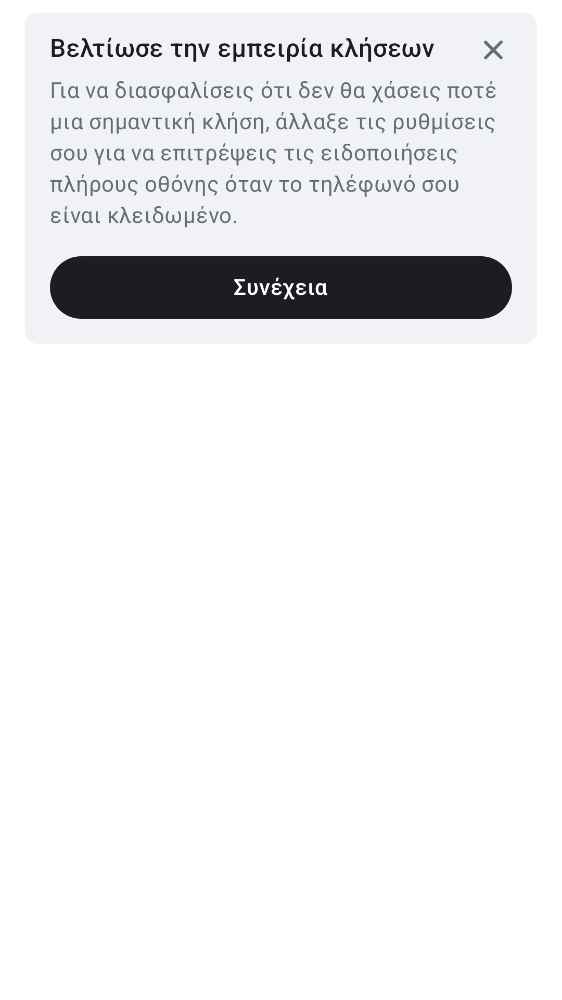 Βελτίωσε την εμπειρία κλήσεων
Για να διασφαλίσεις ότι δεν θα χάσεις ποτέ
μια σημαντική κλήση, άλλαξε τις ρυθμίσεις
σου για να επιτρέψεις τις ειδοποιήσεις
πλήρους οθόνης όταν το τηλέφωνό σου
είναι κλειδωμένο.
Συνέχεια